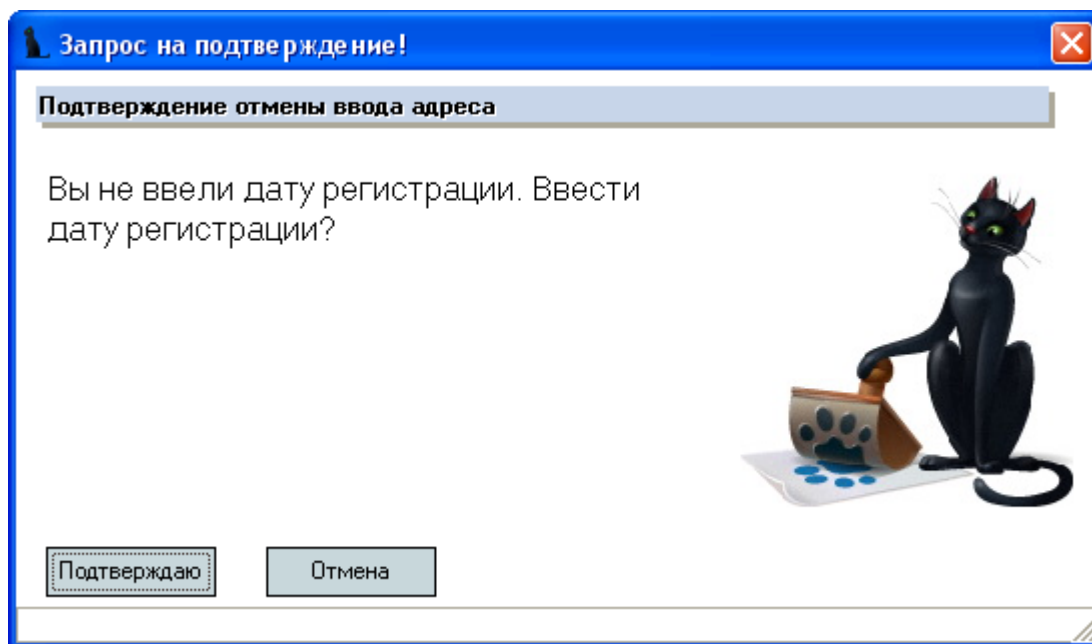 Запрос на подтверждение!
Подтверждение отмены ввода адреса
Вы не ввели дату регистрации. Ввести
дату регистрации?
Подтверждаю
Отмена